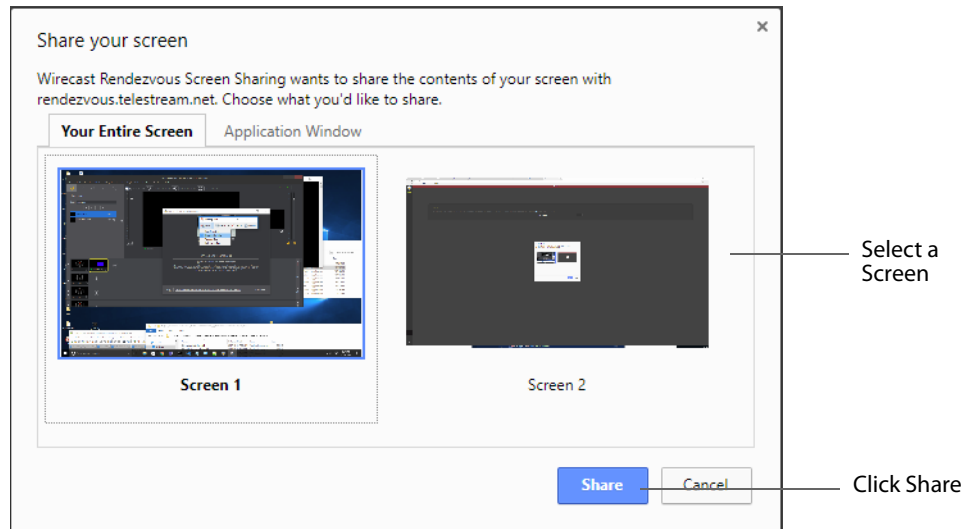 Share your screen
Wirecast Rendezvous Screen Sharing wants to share the contents of your screen with
rendezvous.telestream.net. Choose what you'd like to share.
Your Entire Screen
Application Window
Screen 1
Screen 2
Select a
Screen
Share
Cancel
Click Share